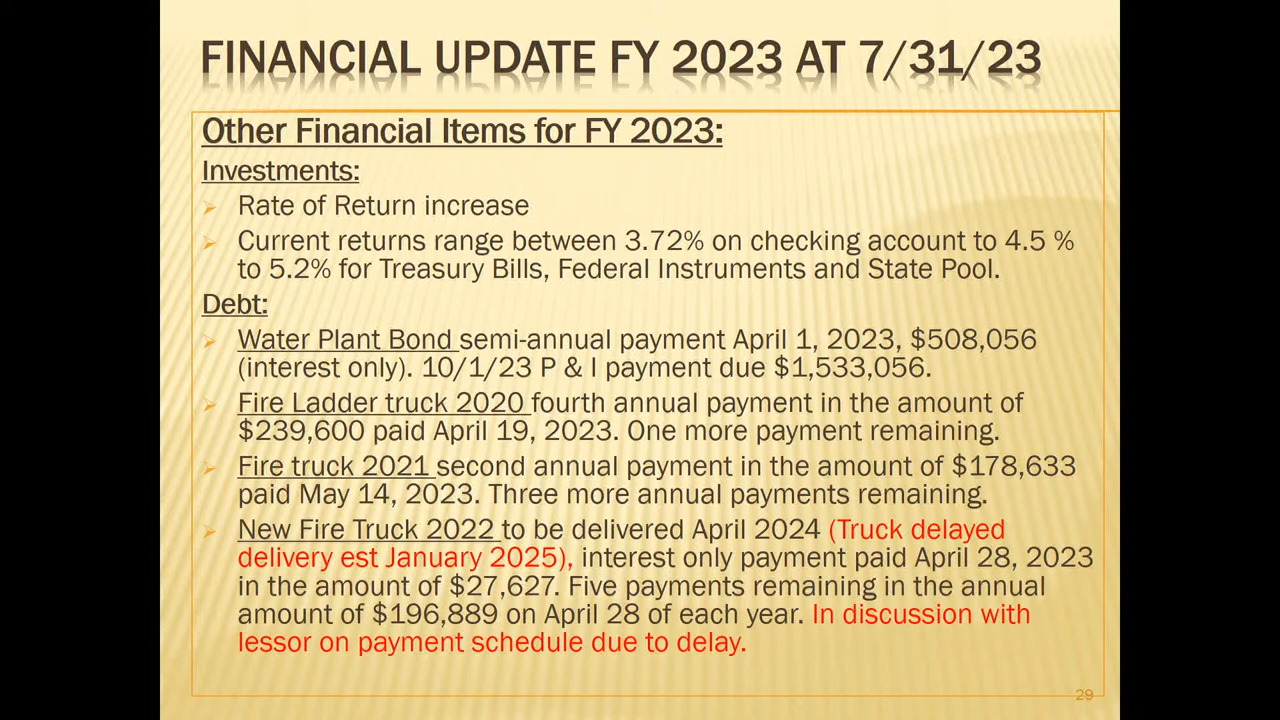 FINANCIAL UPDATE FY 2023 AT 7/31/23
Other Financial Items for FY 2023:
Investments:
Rate of Return increase
Current returns range between 3.72% on checking account to 4.5 %
to 5.2% for Treasury Bills, Federal Instruments and State Pool.
Debt:
Water Plant Bond semi-annual payment April 1, 2023, $508,056
(interest only). 10/1/23 P & I payment due $1,533,056.
Fire Ladder truck 2020 fourth annual payment in the amount of
$239,600 paid April 19, 2023. One more payment remaining.
Fire truck 2021 second annual payment in the amount of $178,633
paid May 14, 2023. Three more annual payments remaining.
New Fire Truck 2022 to be delivered April 2024 (Truck delayed
delivery est January 2025), interest only payment paid April 28, 2023
in the amount of $27,627. Five payments remaining in the annual
amount of $196,889 on April 28 of each year. In discussion with
lessor on payment schedule due to delay.
29